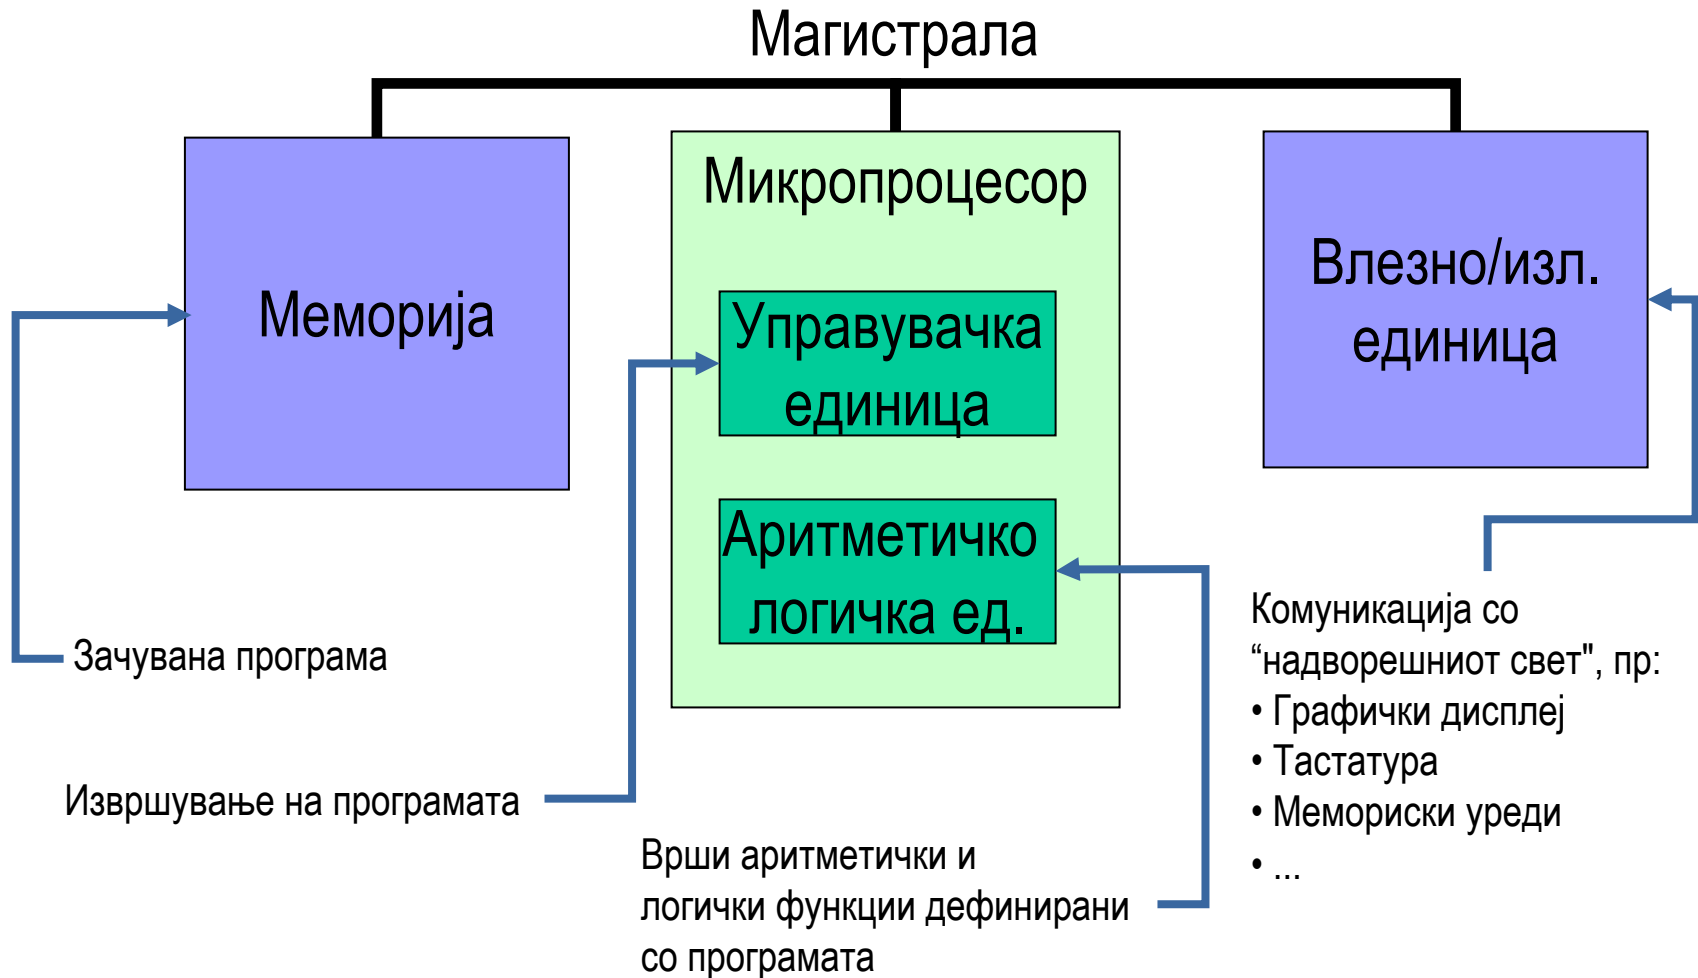 Магистрала
Меморија
Микропроцесор
Управувачка
единица
Аритметичко
логичка ед.
Влезно/изл.
единица
Зачувана програма
Извршување на програмата
Врши аритметички и
логички функции дефинирани
со програмата
Комуникација со
“надворешниот свет", пр:
• Графички дисплеј
• Тастатура
• Мемориски уреди
• ...